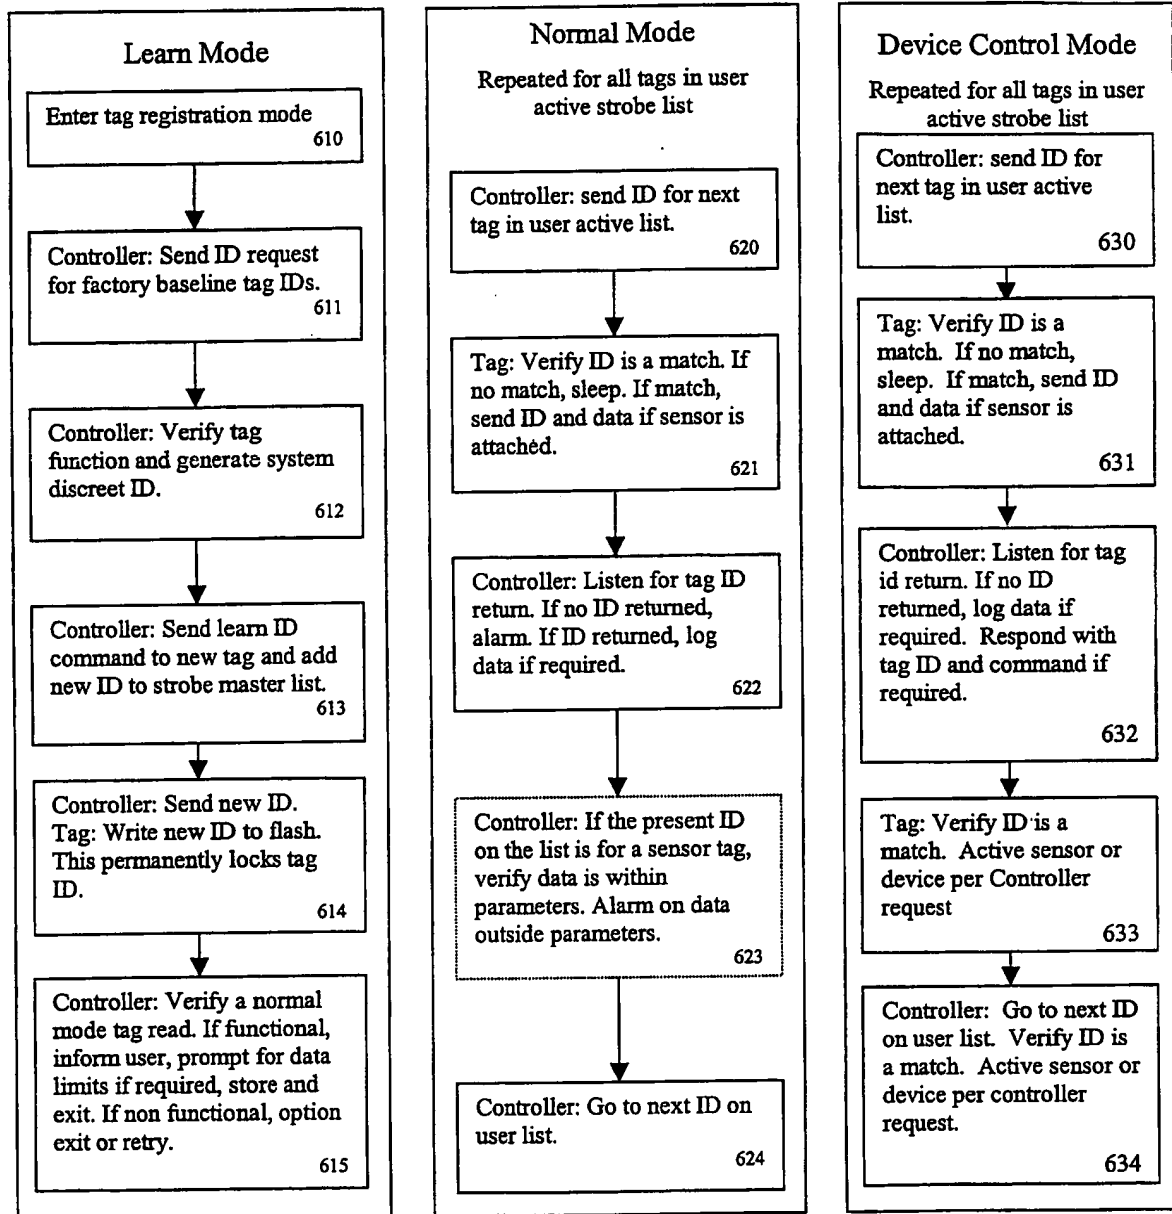 Learn Mode
Enter tag registration mode
610
Controller: Send ID request
for factory baseline tag IDs.
611
Controller: Verify tag
function and generate system
discreet ID.
612
Controller: Send learn ID
command to new tag and add
new ID to strobe master list.
613
Controller: Send new ID.
Tag: Write new ID to flash.
This permanently locks tag
ID.
614
Controller: Verify a normal
mode tag read. If functional,
inform user, prompt for data
limits if required, store and
exit. If non functional, option
exit or retry.
615
Normal Mode
Repeated for all tags in user
active strobe list
Controller: send ID for next
tag in user active list.
620
Tag: Verify ID is a match. If
no match, sleep. If match,
send ID and data if sensor is
attached.
621
Controller: Listen for tag ID
return. If no ID returned,
alarm. If ID returned, log
data if required.
622
Controller: If the present ID
on the list is for a sensor tag,
verify data is within
parameters. Alarm on data
outside parameters.
623
Controller: Go to next ID on
user list.
624
Device Control Mode
Repeated for all tags in user
active strobe list
Controller: send ID for
next tag in user active
list.
630
Tag: Verify ID is a
match. If no match,
sleep. If match, send ID
and data if sensor is
attached.
631
Controller: Listen for tag
id return. If no ID
returned, log data if
required. Respond with
tag ID and command if
required.
632
Tag: Verify ID is a
match. Active sensor or
device per Controller
request
633
Controller: Go to next ID
on user list. Verify ID is
a match. Active sensor or
device per controller
request.
634